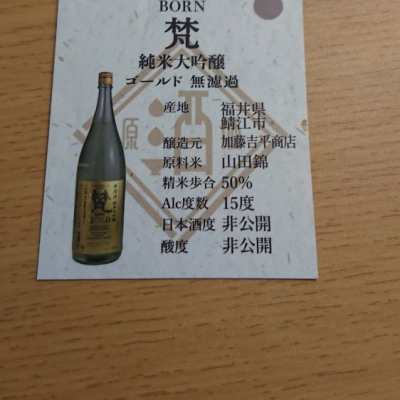 BORN
梵
純米大吟醸
ゴールド 無濾過
産地 福井県
鯖江市
醸造元 加藤吉平商店
原料米 山田錦
精米歩合 50%
Alc度数 15度
日本酒度 非公開
酸度 非公開
原 酒
梵